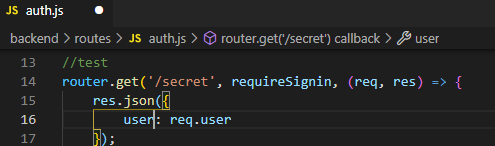 JS auth.js
backend > routes > JS auth.js > router.get('/secret') callback > user
13 //test
14 router.get('/secret', requireSignin, (req, res) => {
15 res.json({
16 user: req.user
17 });